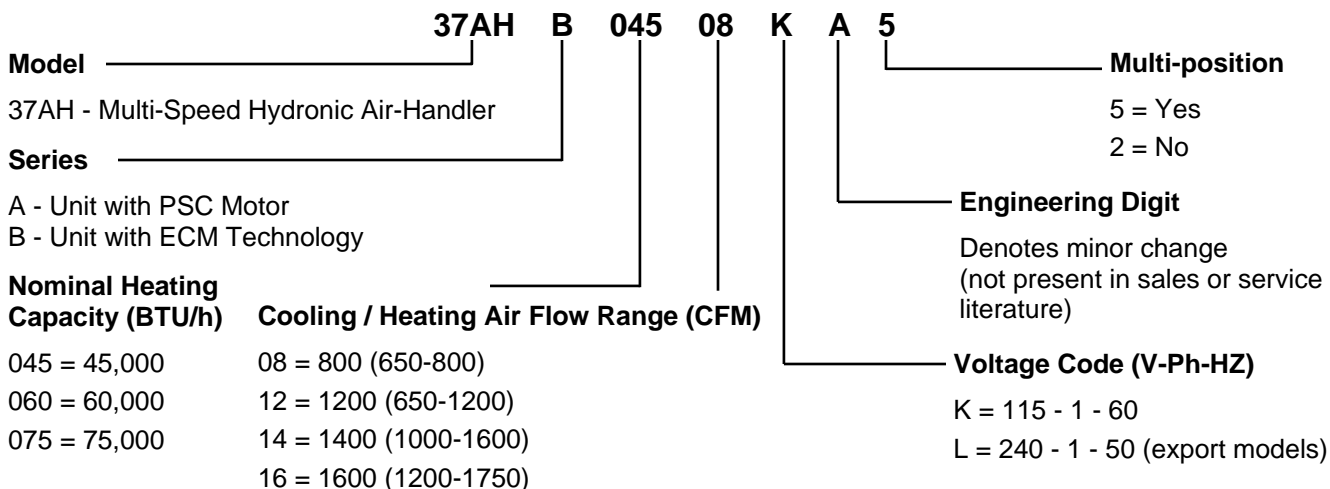 37AH B 045 08 K A 5
Model
37AH - Multi-Speed Hydronic Air-Handler
Series
A - Unit with PSC Motor
B - Unit with ECM Technology
Nominal Heating
Capacity (BTU/h)
045 = 45,000
060 = 60,000
075 = 75,000
Cooling / Heating Air Flow Range (CFM)
08 = 800 (650-800)
12 = 1200 (650-1200)
14 = 1400 (1000-1600)
16 = 1600 (1200-1750)
Multi-position
5 = Yes
2 = No
Engineering Digit
Denotes minor change
(not present in sales or service
literature)
Voltage Code (V-Ph-HZ)
K = 115 - 1 - 60
L = 240 - 1 - 50 (export models)